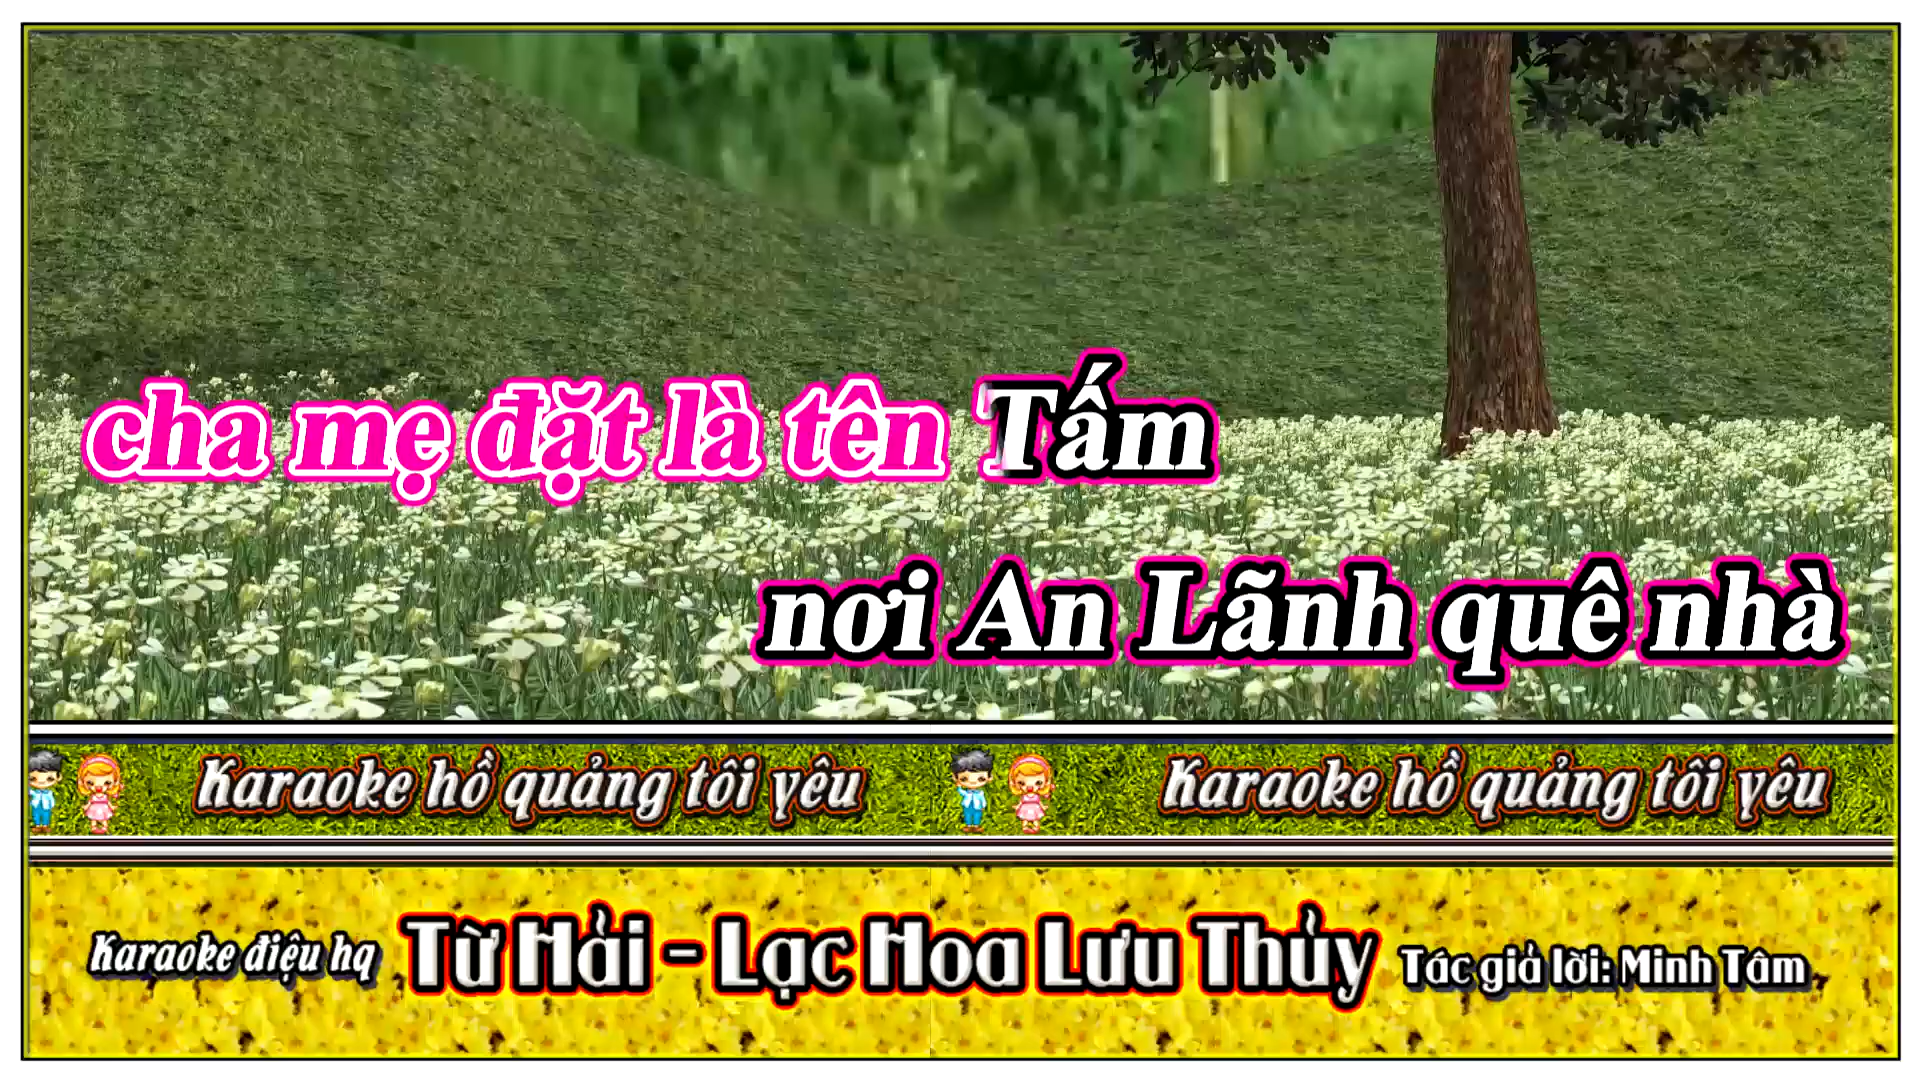 cha mẹ đặt là tên Tấm
nơi An Lãnh quê nhà
Karaoke hồ quảng tôi yêu Karaoke hồ quảng tôi yêu
Karaoke điệu hq Từ Hải - Lạc Hoa Lưu Thủy Tác giả lời: Minh Tâm